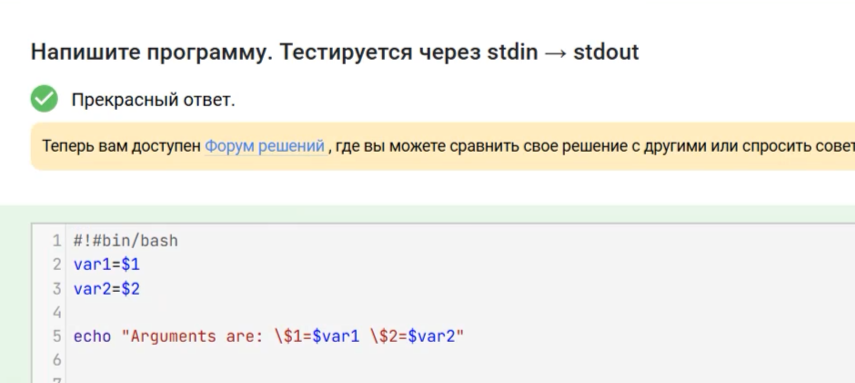 Напишите программу. Тестируется через stdin → stdout
Прекрасный ответ.
Теперь вам доступен Форум решений , где вы можете сравнить свое решение с другими или спросить совет
1 #!#bin/bash
2 var1=$1
3 var2=$2
4
5 echo "Arguments are: \$1=$var1 \$2=$var2"
6
7